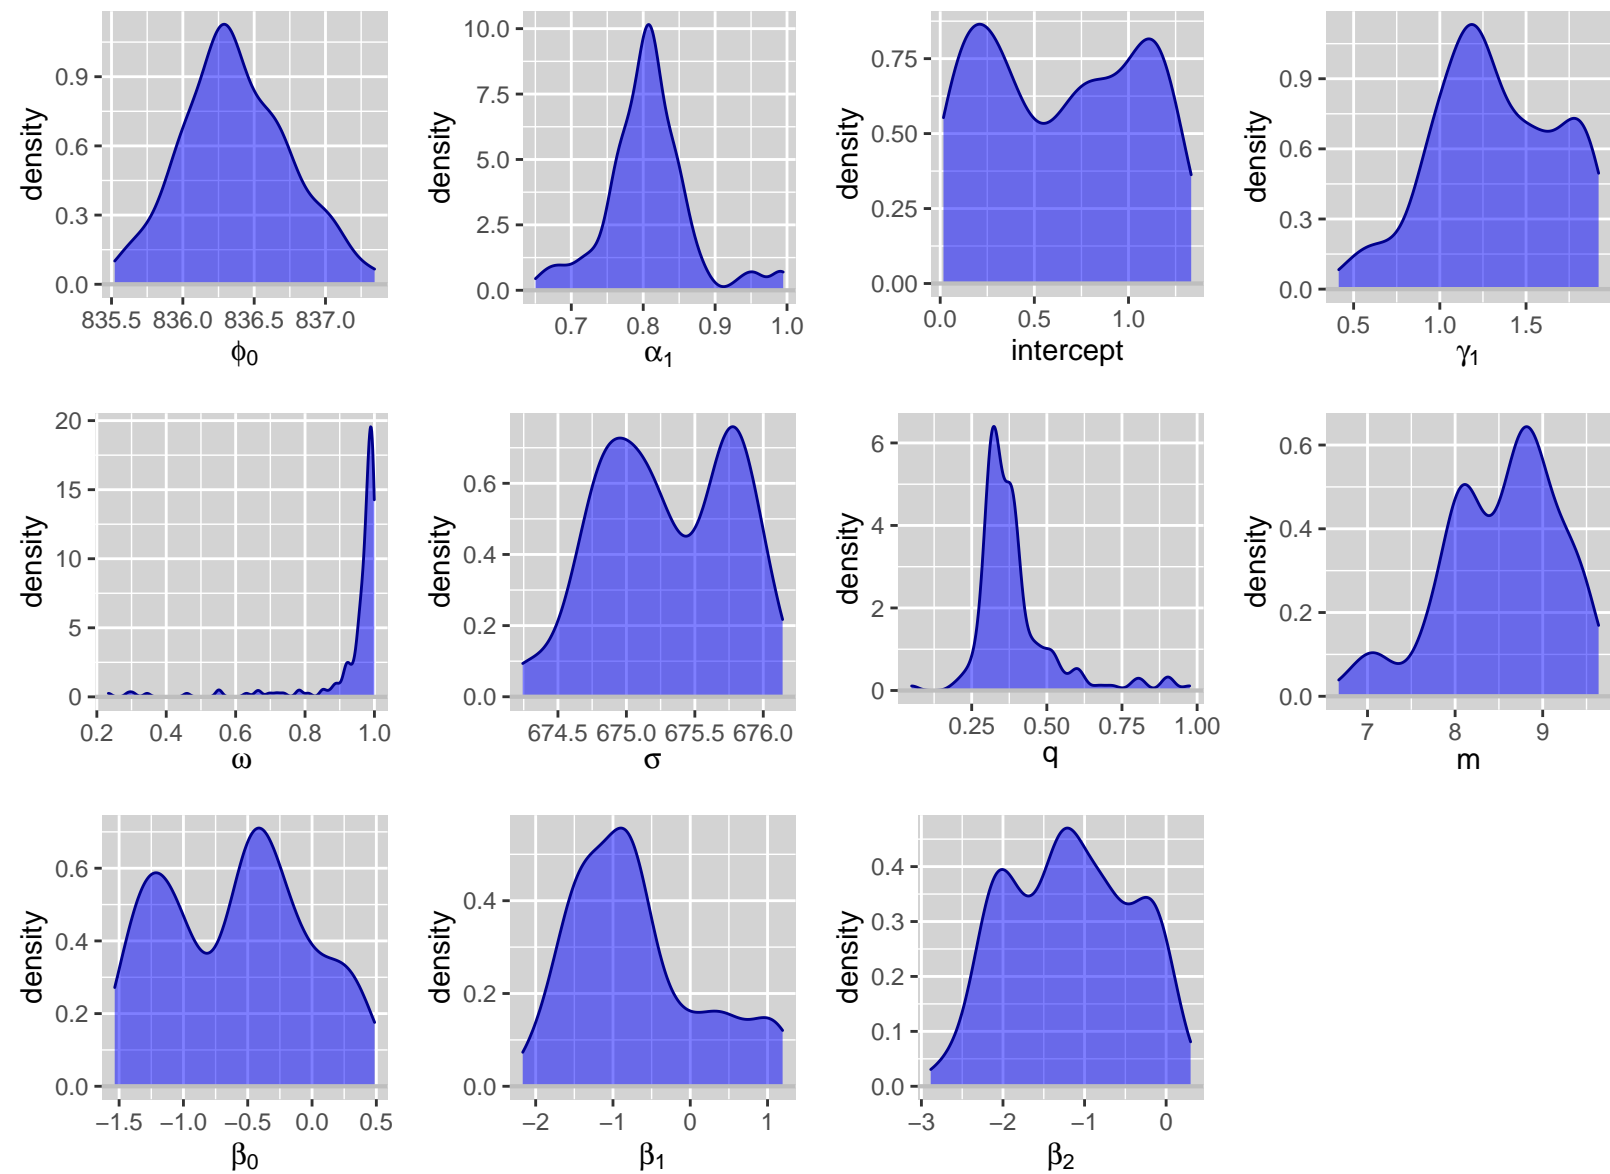 density
0.9
0.6
0.3
0.0
835.5 836.0 836.5 837.0
ϕ0
density
10.0
7.5
5.0
2.5
0.0
0.7 0.8 0.9 1.0
α1
density
0.75
0.50
0.25
0.00
0.0 0.5 1.0
intercept
density
0.9
0.6
0.3
0.0
0.5 1.0 1.5
γ1
density
20
15
10
5
0
0.2 0.4 0.6 0.8 1.0
ω
density
0.6
0.4
0.2
0.0
674.5 675.0 675.5 676.0
σ
density
6
4
2
0
0.25 0.50 0.75 1.00
q
density
0.6
0.4
0.2
0.0
7 8 9
m
density
0.6
0.4
0.2
0.0
−1.5 −1.0 −0.5 0.0 0.5
β0
density
0.4
0.2
0.0
−2 −1 0 1
β1
density
0.4
0.3
0.2
0.1
0.0
−3 −2 −1 0
β2